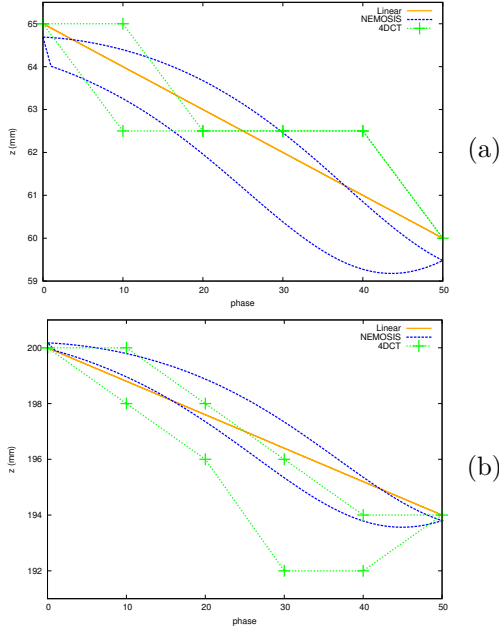 65
64
63
62
61
60
59
z (mm)
0 10 20 30 40 50
phase
Linear
NEMOSIS
4DCT
(a)
200
198
196
194
192
z (mm)
0 10 20 30 40 50
phase
Linear
NEMOSIS
4DCT
(b)